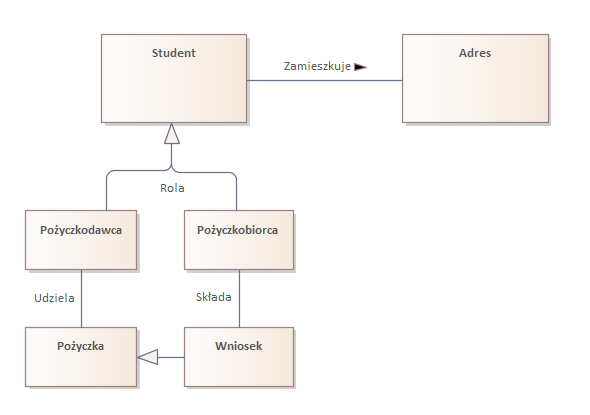 Student
Zamieszkuje
Adres
Rola
Pożyczkodawca
Pożyczkobiorca
Udziela
Składa
Pożyczka
Wniosek